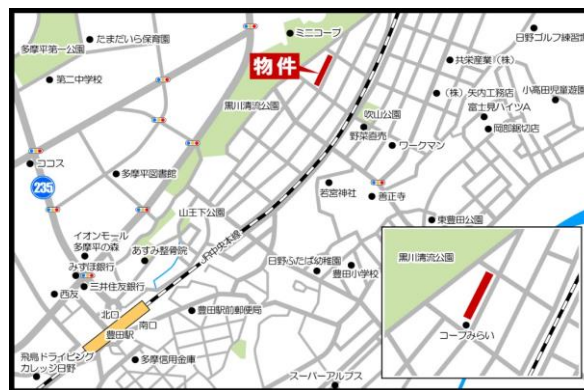 ミニコープ
日野ゴルフ練習場
たまだいら保育園
多摩平第一公園
物件
共栄産業(株)
第二中学校
(株)矢内工務店
小高田児童遊園
黒川清流公園
吹山公園
富士見ハイツA
野菜直売
岡部鋸切店
ワークマン
ココス
多摩平図書館
235
若宮神社
善正寺
山王下公園
JR中央本線
東豊田公園
イオンモール
多摩平の森
あすみ整骨院
黒川清流公園
みずほ銀行
日野ふたば幼稚園
豊田小学校
三井住友銀行
西友
北口
豊田駅前郵便局
南口
コープみらい
豊田駅
飛鳥ドライビング
カレッジ日野
多摩信用金庫
スーパーアルプス